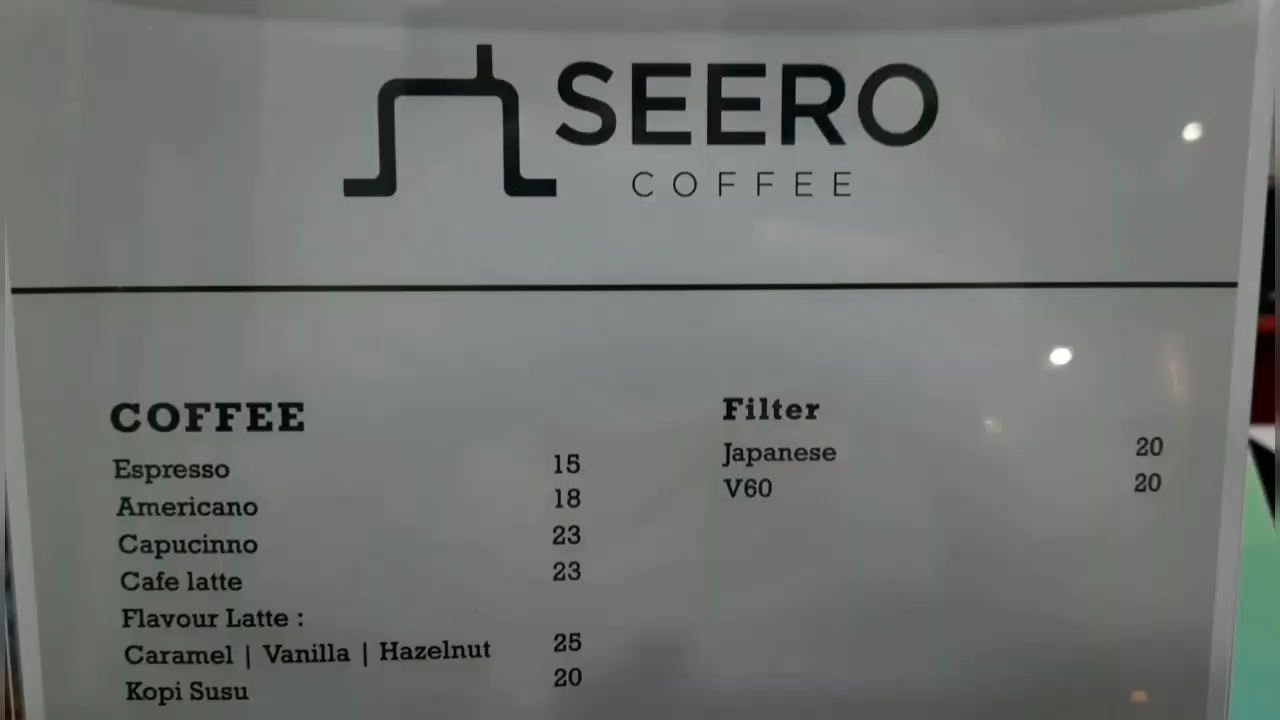 SEERO
COFFEE
COFFEE
Espresso 15
Americano 18
Capucinno 23
Cafe latte 23
Flavour Latte :
Caramel | Vanilla | Hazelnut 25
Kopi Susu 20
Filter
Japanese 20
V60 20